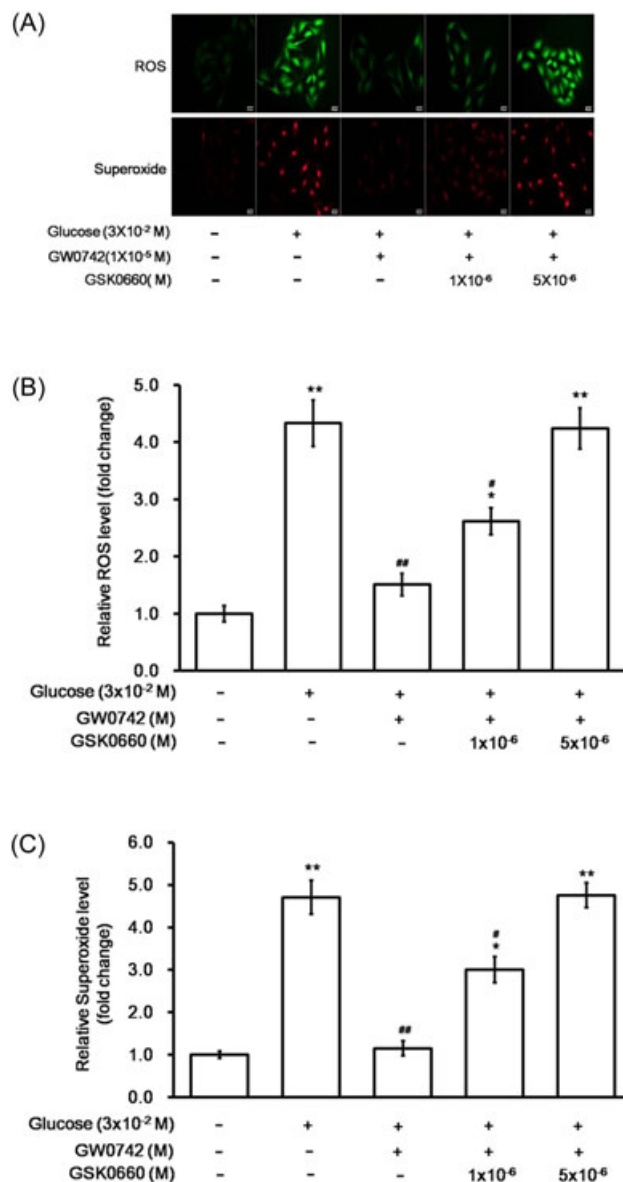 (A)
ROS
Superoxide
Glucose (3X10⁻² M) − + + + +
GW0742(1X10⁻⁵ M) − − + + +
GSK0660( M) − − − 1X10⁻⁶ 5X10⁻⁶
(B)
Relative ROS level (fold change)
5.0
4.0
3.0
2.0
1.0
0.0
**
##
#
*
**
Glucose (3x10⁻² M) − + + + +
GW0742 (M) − − + + +
GSK0660 (M) − − − 1x10⁻⁶ 5x10⁻⁶
(C)
Relative Superoxide level
(fold change)
6.0
5.0
4.0
3.0
2.0
1.0
0.0
**
##
#
*
**
Glucose (3x10⁻² M) − + + + +
GW0742 (M) − − + + +
GSK0660 (M) − − − 1x10⁻⁶ 5x10⁻⁶